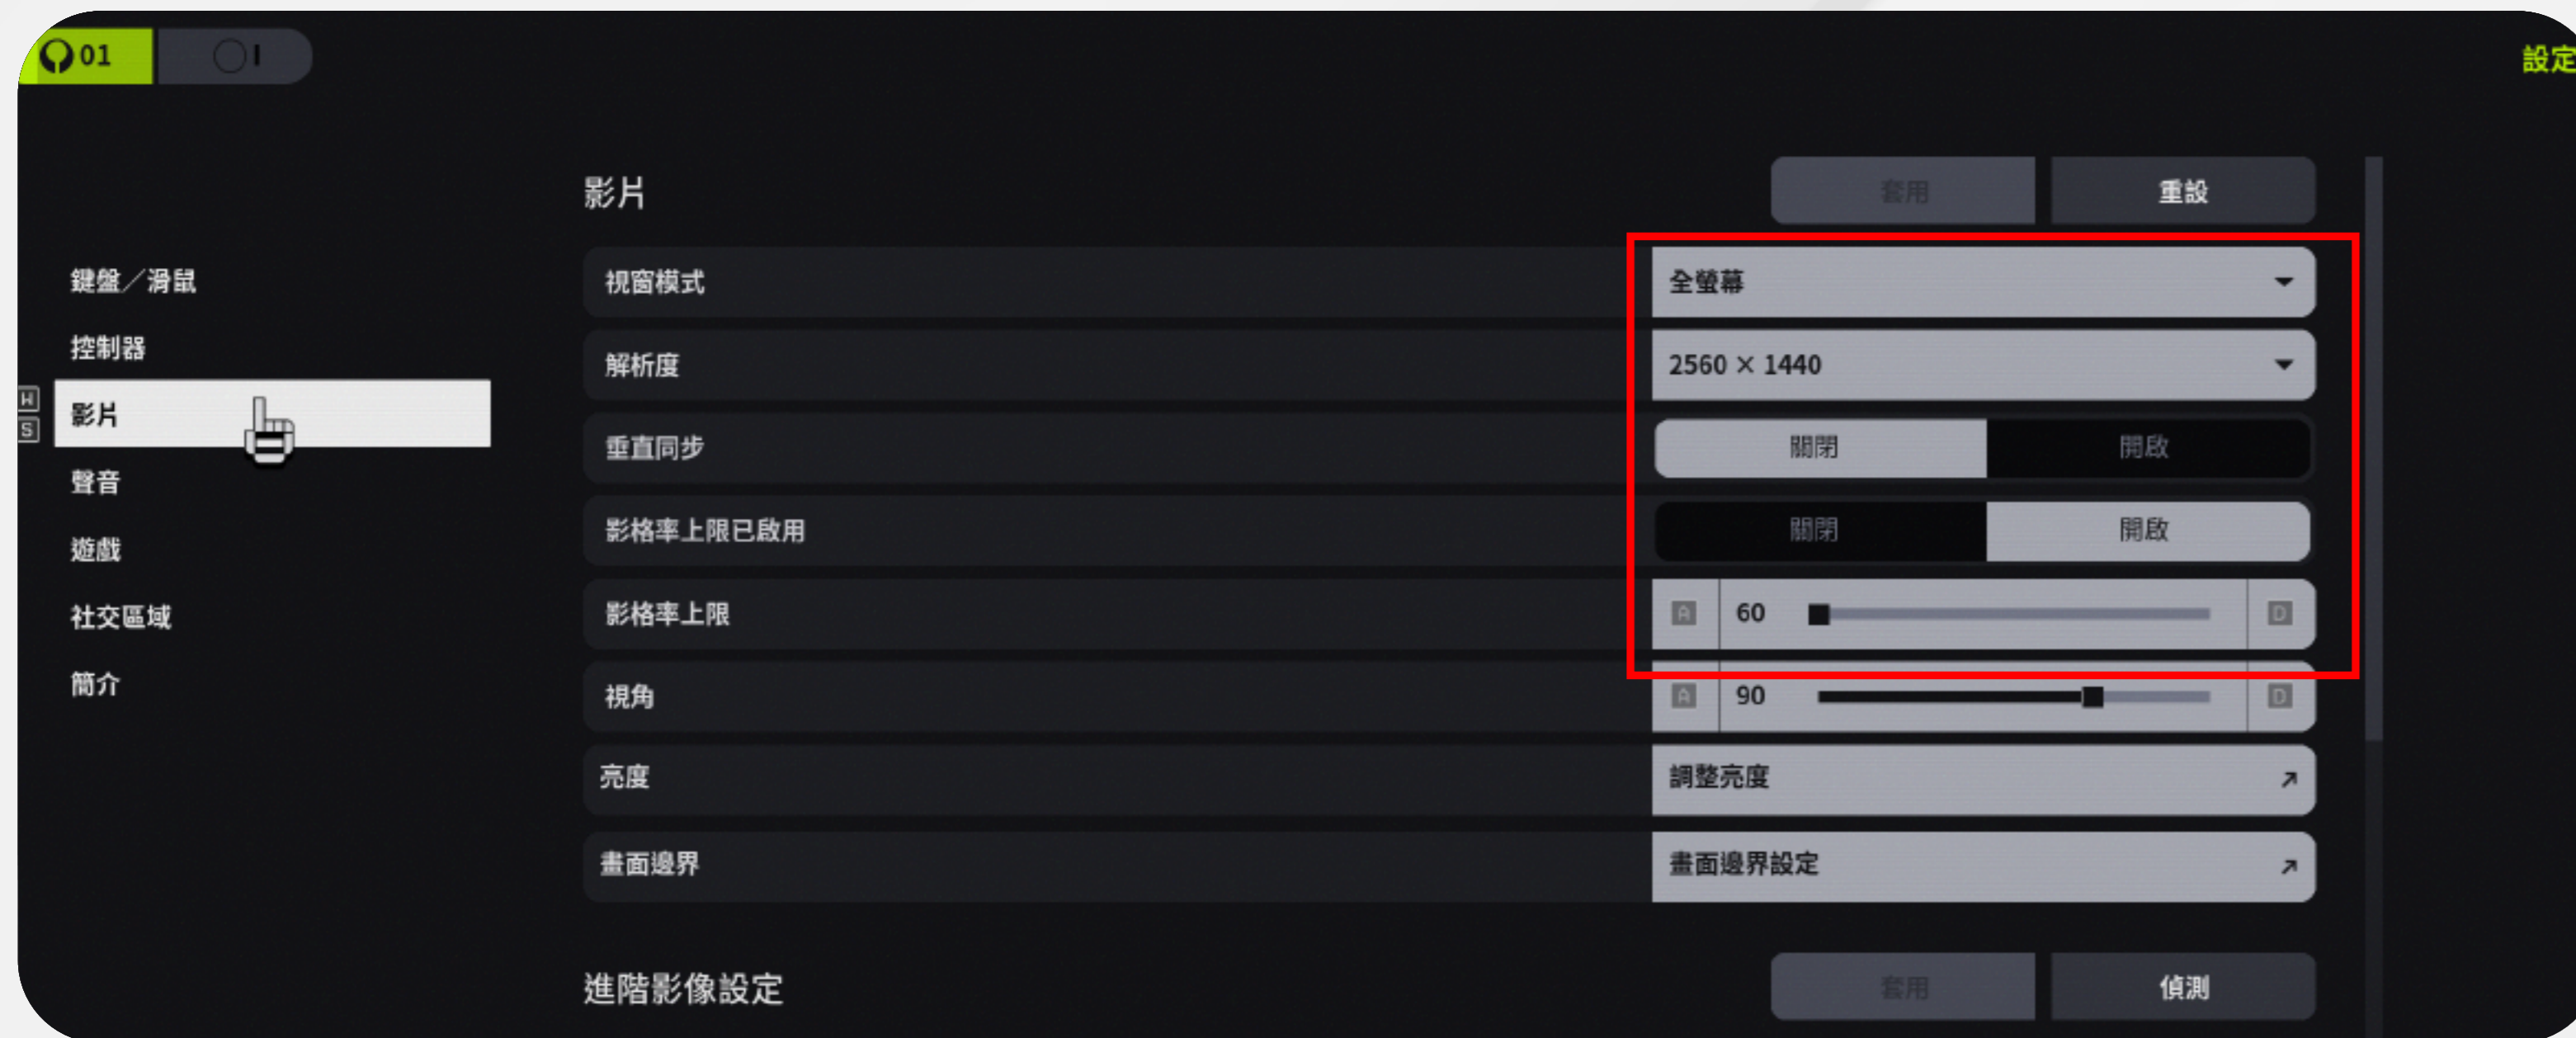 01
設定
影片
套用
重設
鍵盤／滑鼠
控制器
W
影片
S
聲音
遊戲
社交區域
簡介
視窗模式
全螢幕
解析度
2560 × 1440
垂直同步
關閉
開啟
影格率上限已啟用
關閉
開啟
影格率上限
A
60
D
視角
A
90
D
亮度
調整亮度
畫面邊界
畫面邊界設定
進階影像設定
套用
偵測